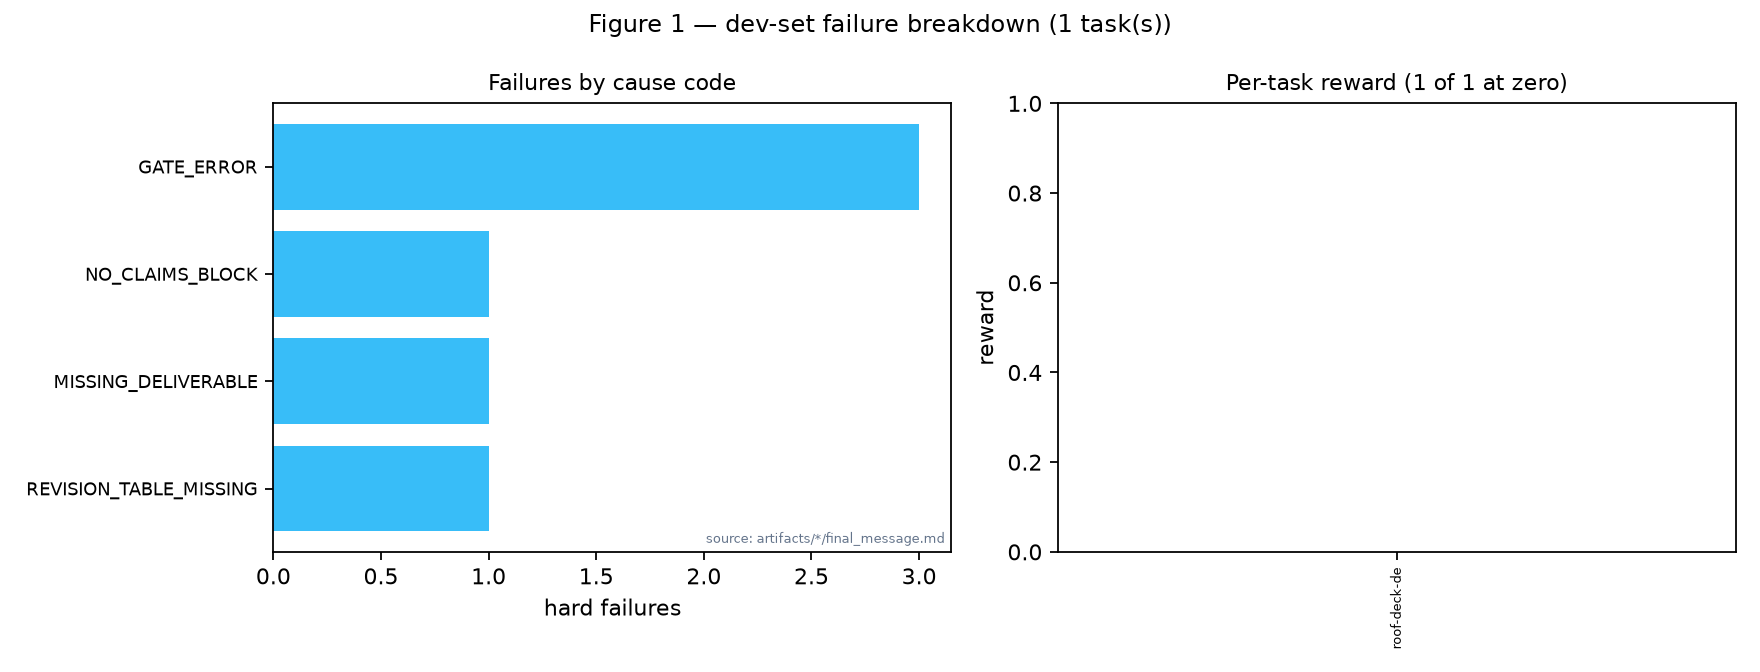 Figure 1 — dev-set failure breakdown (1 task(s))
Failures by cause code
GATE_ERROR
NO_CLAIMS_BLOCK
MISSING_DELIVERABLE
REVISION_TABLE_MISSING
source: artifacts/*/final_message.md
0.0 0.5 1.0 1.5 2.0 2.5 3.0
hard failures
Per-task reward (1 of 1 at zero)
1.0
0.8
0.6
0.4
0.2
0.0
reward
roof-deck-de